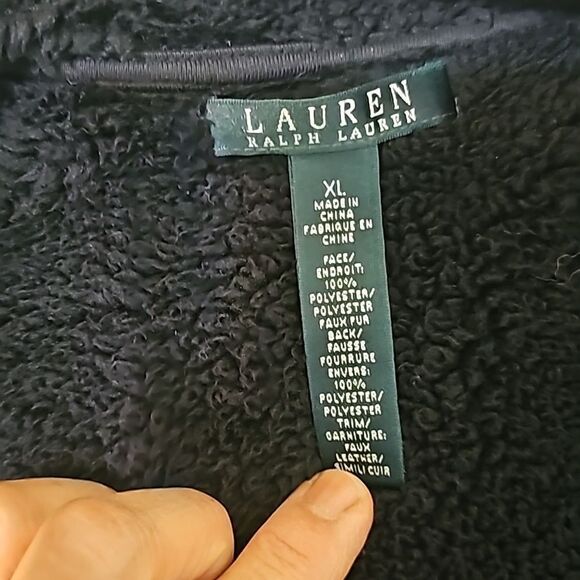 LAUREN
RALPH LAUREN
XL
MADE IN
CHINA
FABRIQUE EN
CHINE
FACE/
ENDROIT:
100%
POLYESTER/
POLYESTER
FAUX FUR
BACK/
FAUSSE
FOURRURE
ENVERS:
100%
POLYESTER/
POLYESTER
TRIM/
GARNITURE:
FAUX
LEATHER/
SIMILI CUIR